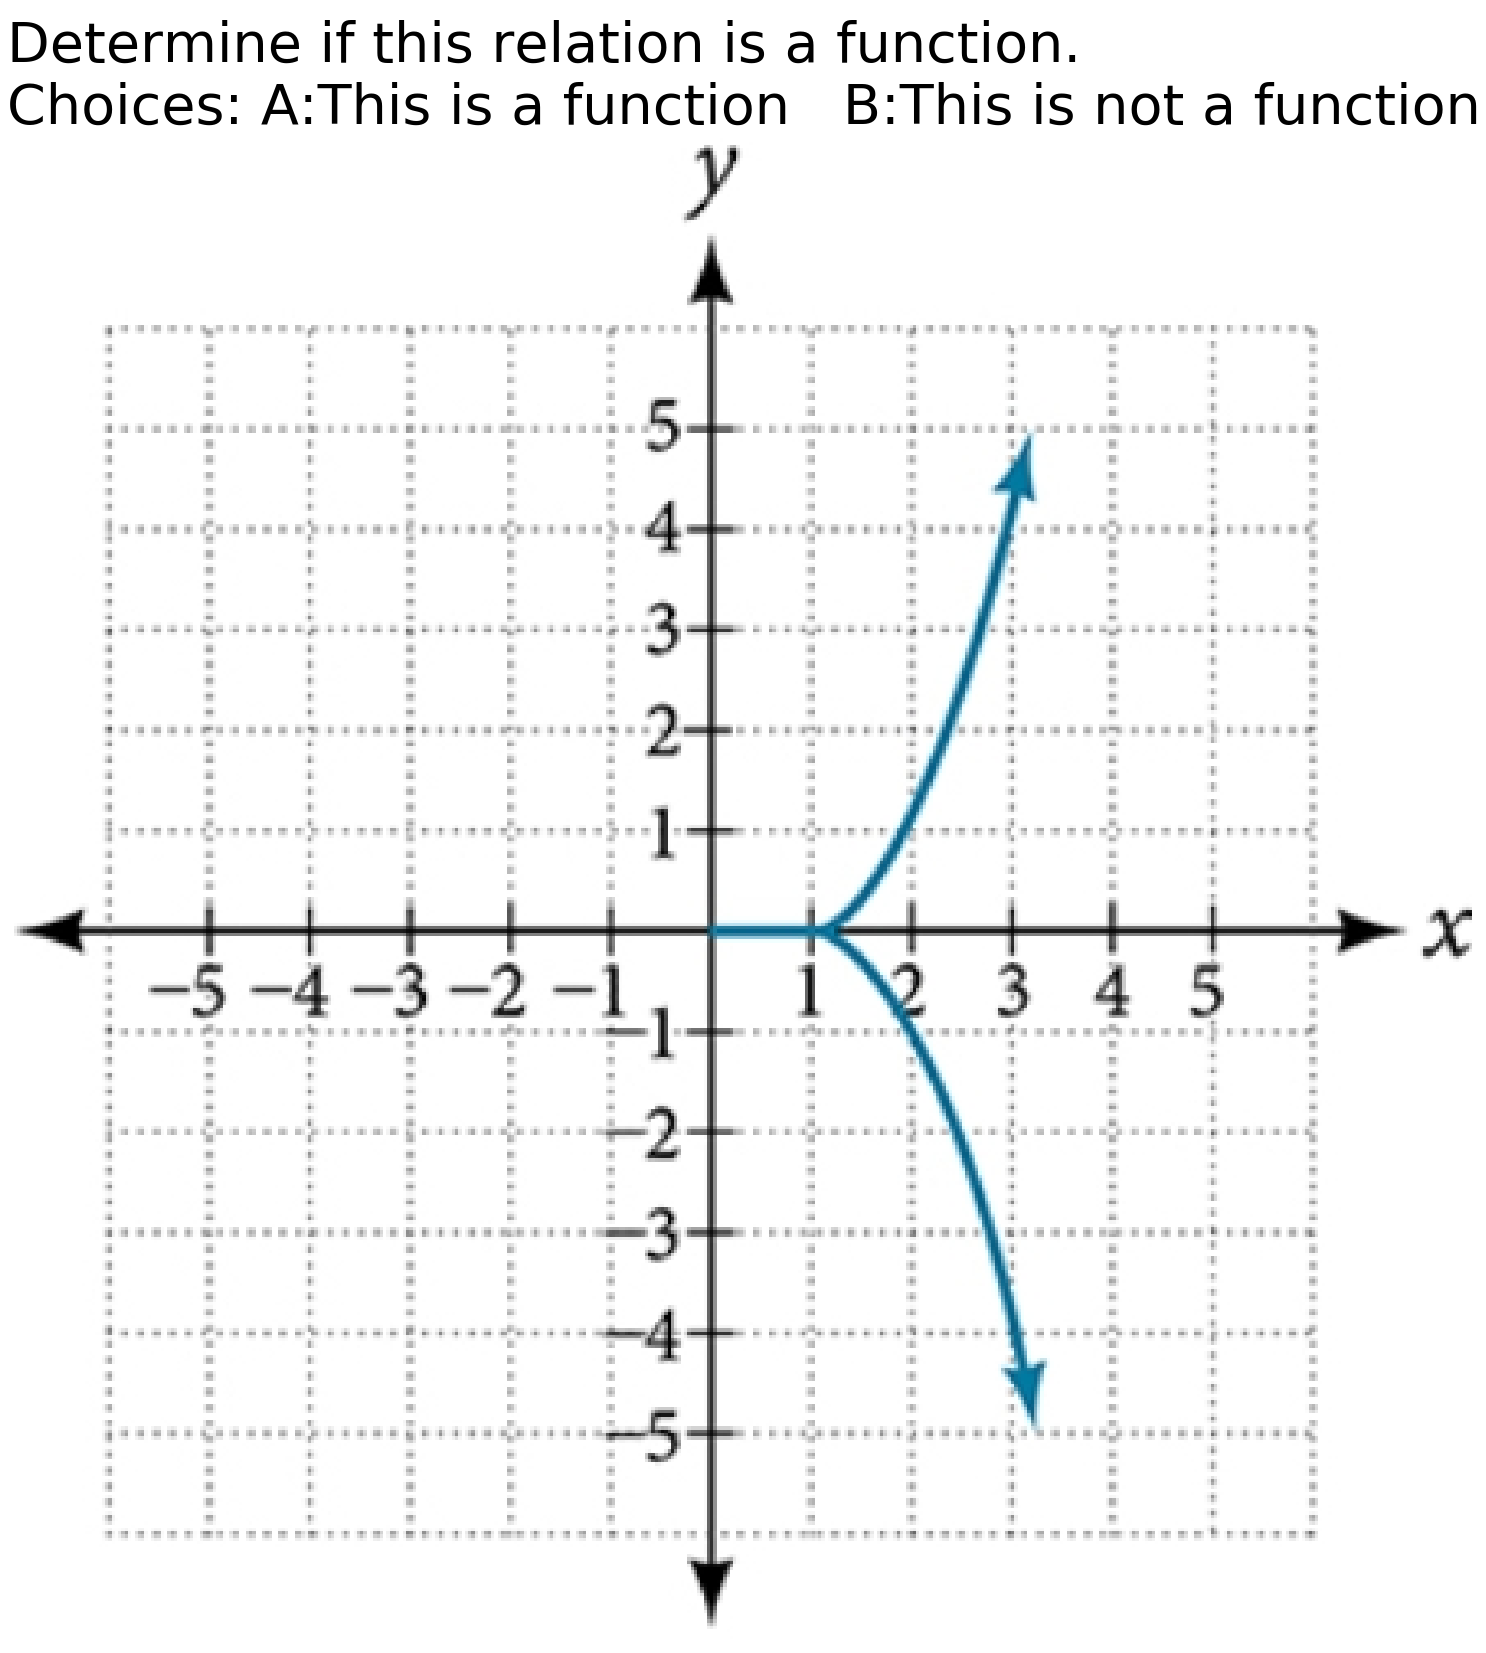 Determine if this relation is a function.
Choices: A:This is a function   B:This is not a function
y
5
4
3
2
1
x
−5 −4 −3 −2 −1 1 2 3 4 5
−1
−2
−3
−4
−5